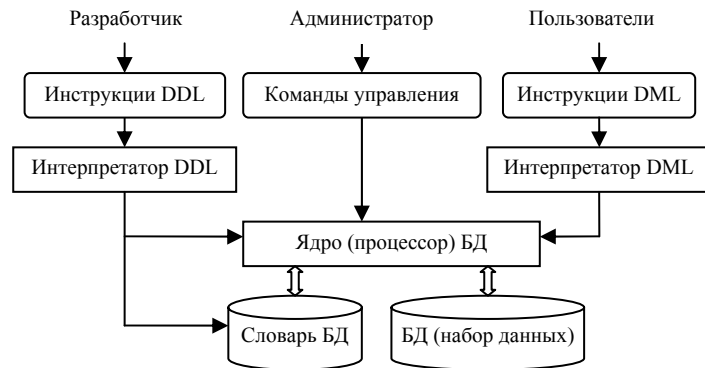 Разработчик
Администратор
Пользователи
Инструкции DDL
Команды управления
Инструкции DML
Интерпретатор DDL
Интерпретатор DML
Ядро (процессор) БД
Словарь БД
БД (набор данных)